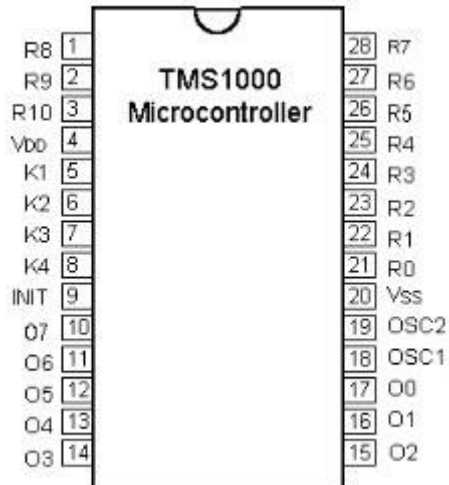 R8 1 28 R7
R9 2 TMS1000 27 R6
R10 3 Microcontroller 26 R5
VDD 4 25 R4
K1 5 24 R3
K2 6 23 R2
K3 7 22 R1
K4 8 21 R0
INIT 9 20 VSS
O7 10 19 OSC2
O6 11 18 OSC1
O5 12 17 O0
O4 13 16 O1
O3 14 15 O2